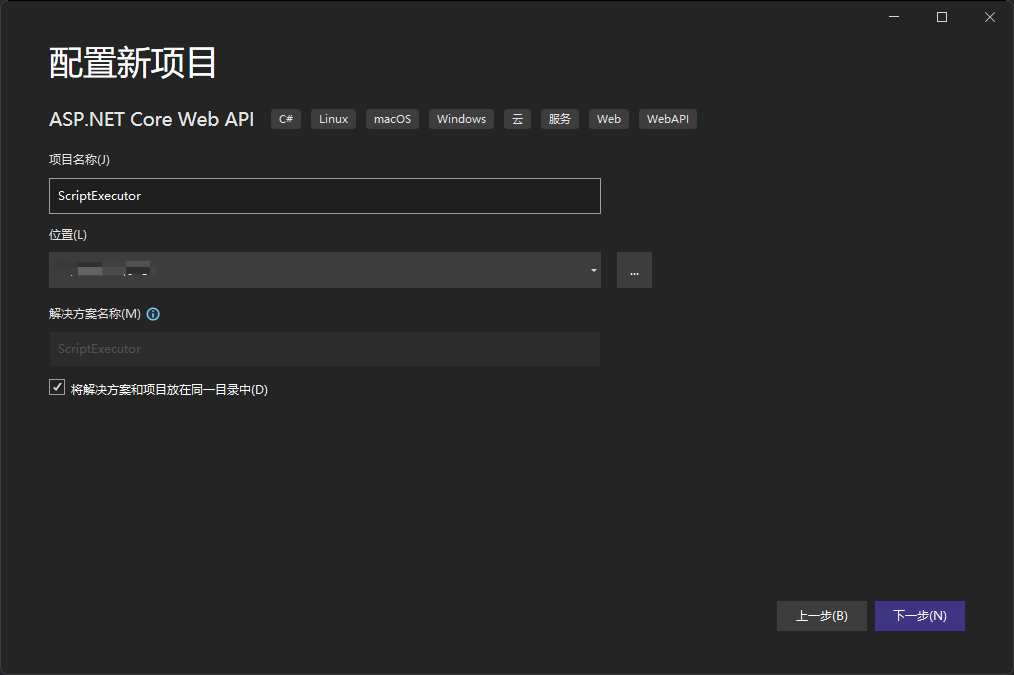 配置新项目
ASP.NET Core Web API C# Linux macOS Windows 云 服务 Web WebAPI
项目名称(J)
ScriptExecutor
位置(L)
...
解决方案名称(M)
ScriptExecutor
将解决方案和项目放在同一目录中(D)
上一步(B) 下一步(N)